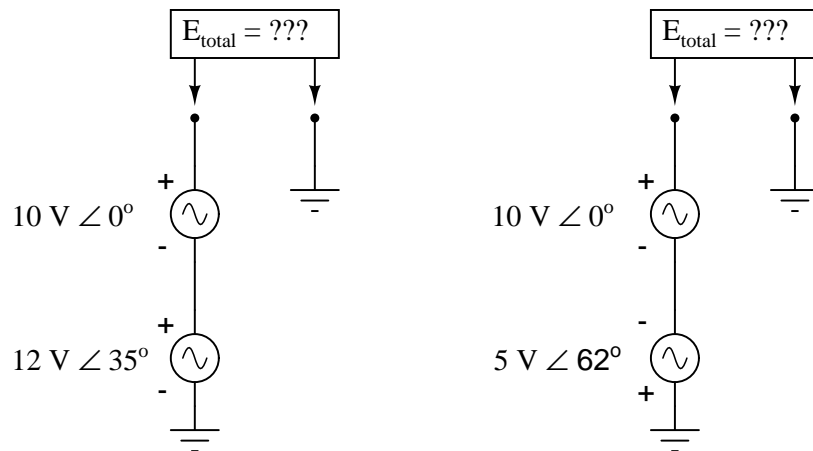 E_total = ???
E_total = ???
+
10 V ∠ 0°
-
+
12 V ∠ 35°
-
+
10 V ∠ 0°
-
-
5 V ∠ 62°
+